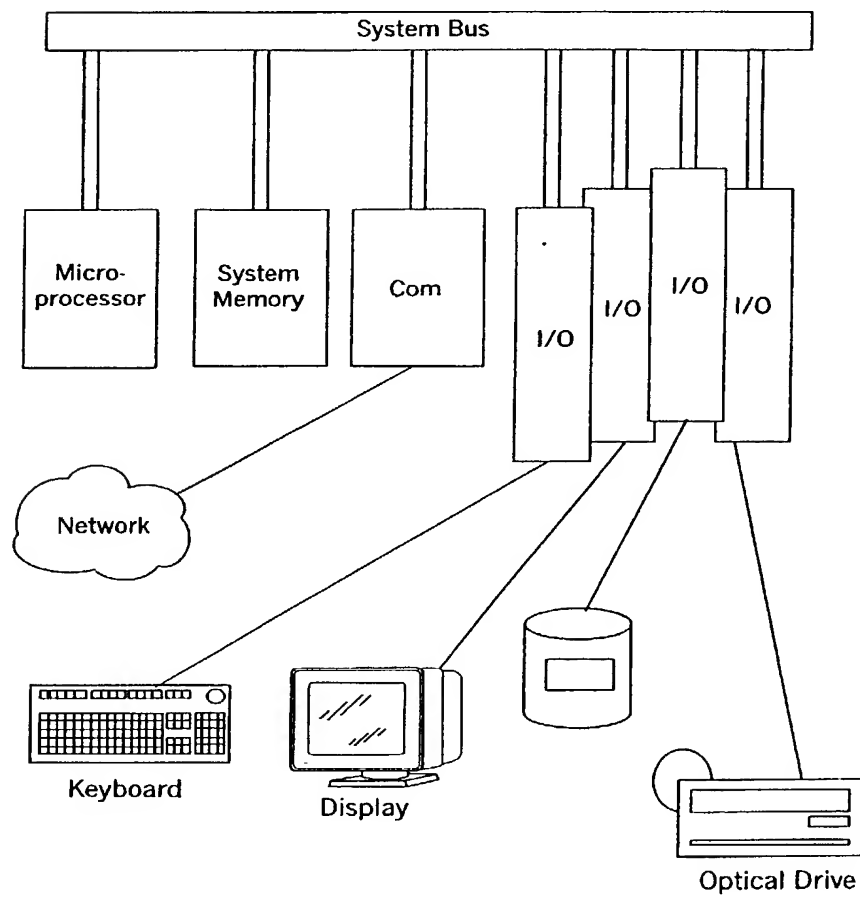 System Bus
Micro-
processor
System
Memory
Com
I/O
I/O
I/O
I/O
Network
Keyboard
Display
Optical Drive